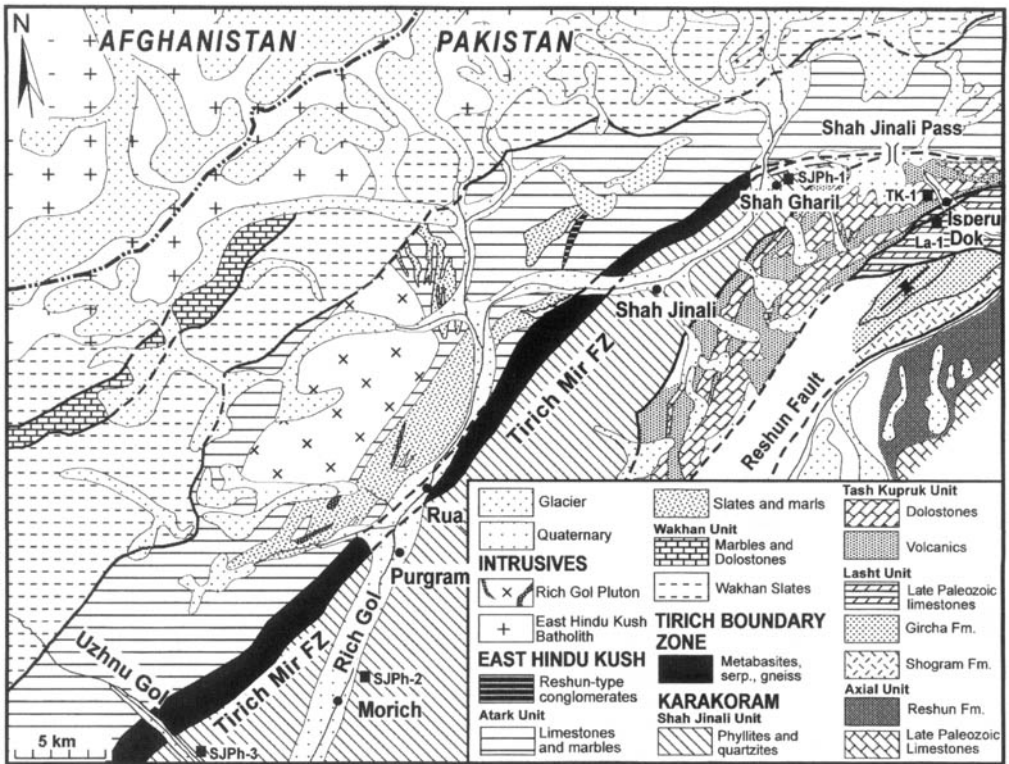 N
AFGHANISTAN
PAKISTAN
Shah Jinali Pass
SJPh-1
Shah Gharil
TK-1
Isperu
Dok
La-1
Shah Jinali
Tirich Mir FZ
Reshun Fault
Rua
Purgram
Rich Gol
Uzhnu Gol
Tirich Mir FZ
SJPh-2
Morich
SJPh-3
5 km
Glacier
Quaternary
INTRUSIVES
Rich Gol Pluton
East Hindu Kush
Batholith
EAST HINDU KUSH
Reshun-type
conglomerates
Atark Unit
Limestones
and marbles
Slates and marls
Wakhan Unit
Marbles and
Dolostones
Wakhan Slates
TIRICH BOUNDARY
ZONE
Metabasites,
serp., gneiss
KARAKORAM
Shah Jinali Unit
Phyllites and
quartzites
Tash Kupruk Unit
Dolostones
Volcanics
Lasht Unit
Late Paleozoic
limestones
Gircha Fm.
Shogram Fm.
Axial Unit
Reshun Fm.
Late Paleozoic
Limestones